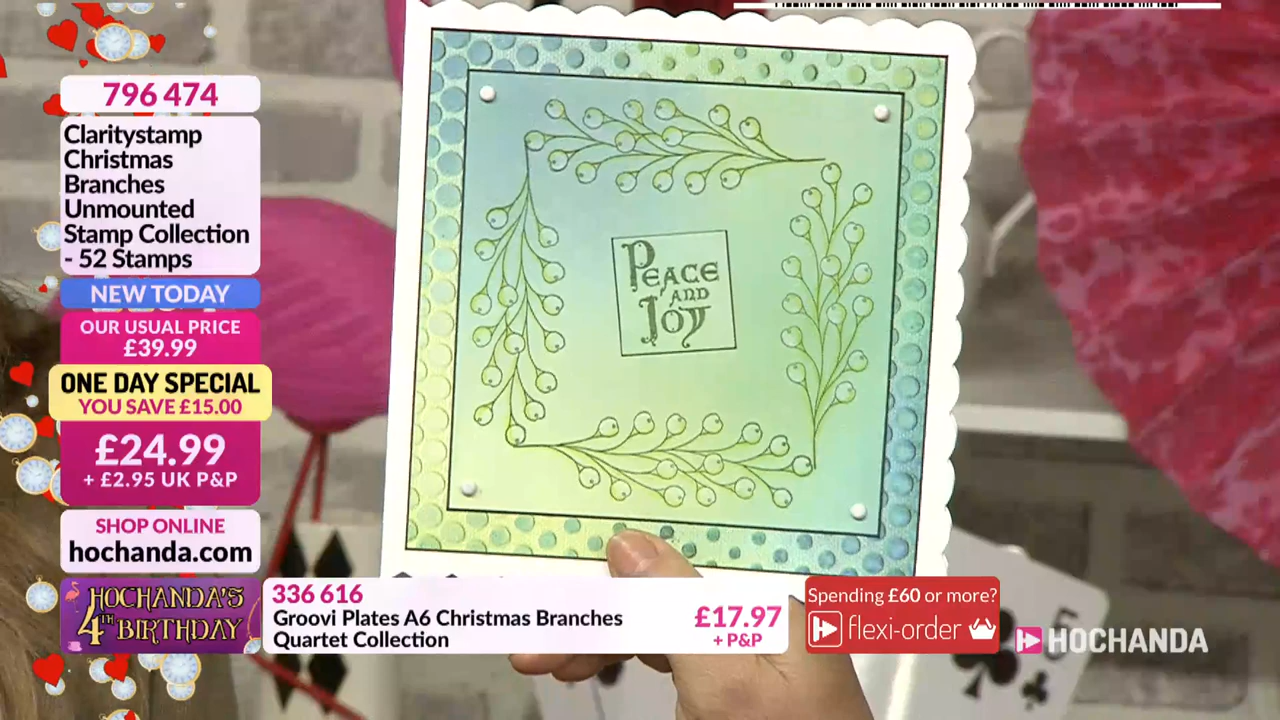 796 474
Claritystamp
Christmas
Branches
Unmounted
Stamp Collection
- 52 Stamps
NEW TODAY
OUR USUAL PRICE
£39.99
ONE DAY SPECIAL
YOU SAVE £15.00
£24.99
+ £2.95 UK P&P
SHOP ONLINE
hochanda.com
HOCHANDA'S
4TH BIRTHDAY
PEACE
AND
JOY
336 616
Groovi Plates A6 Christmas Branches
Quartet Collection
£17.97
+ P&P
Spending £60 or more?
flexi-order
HOCHANDA